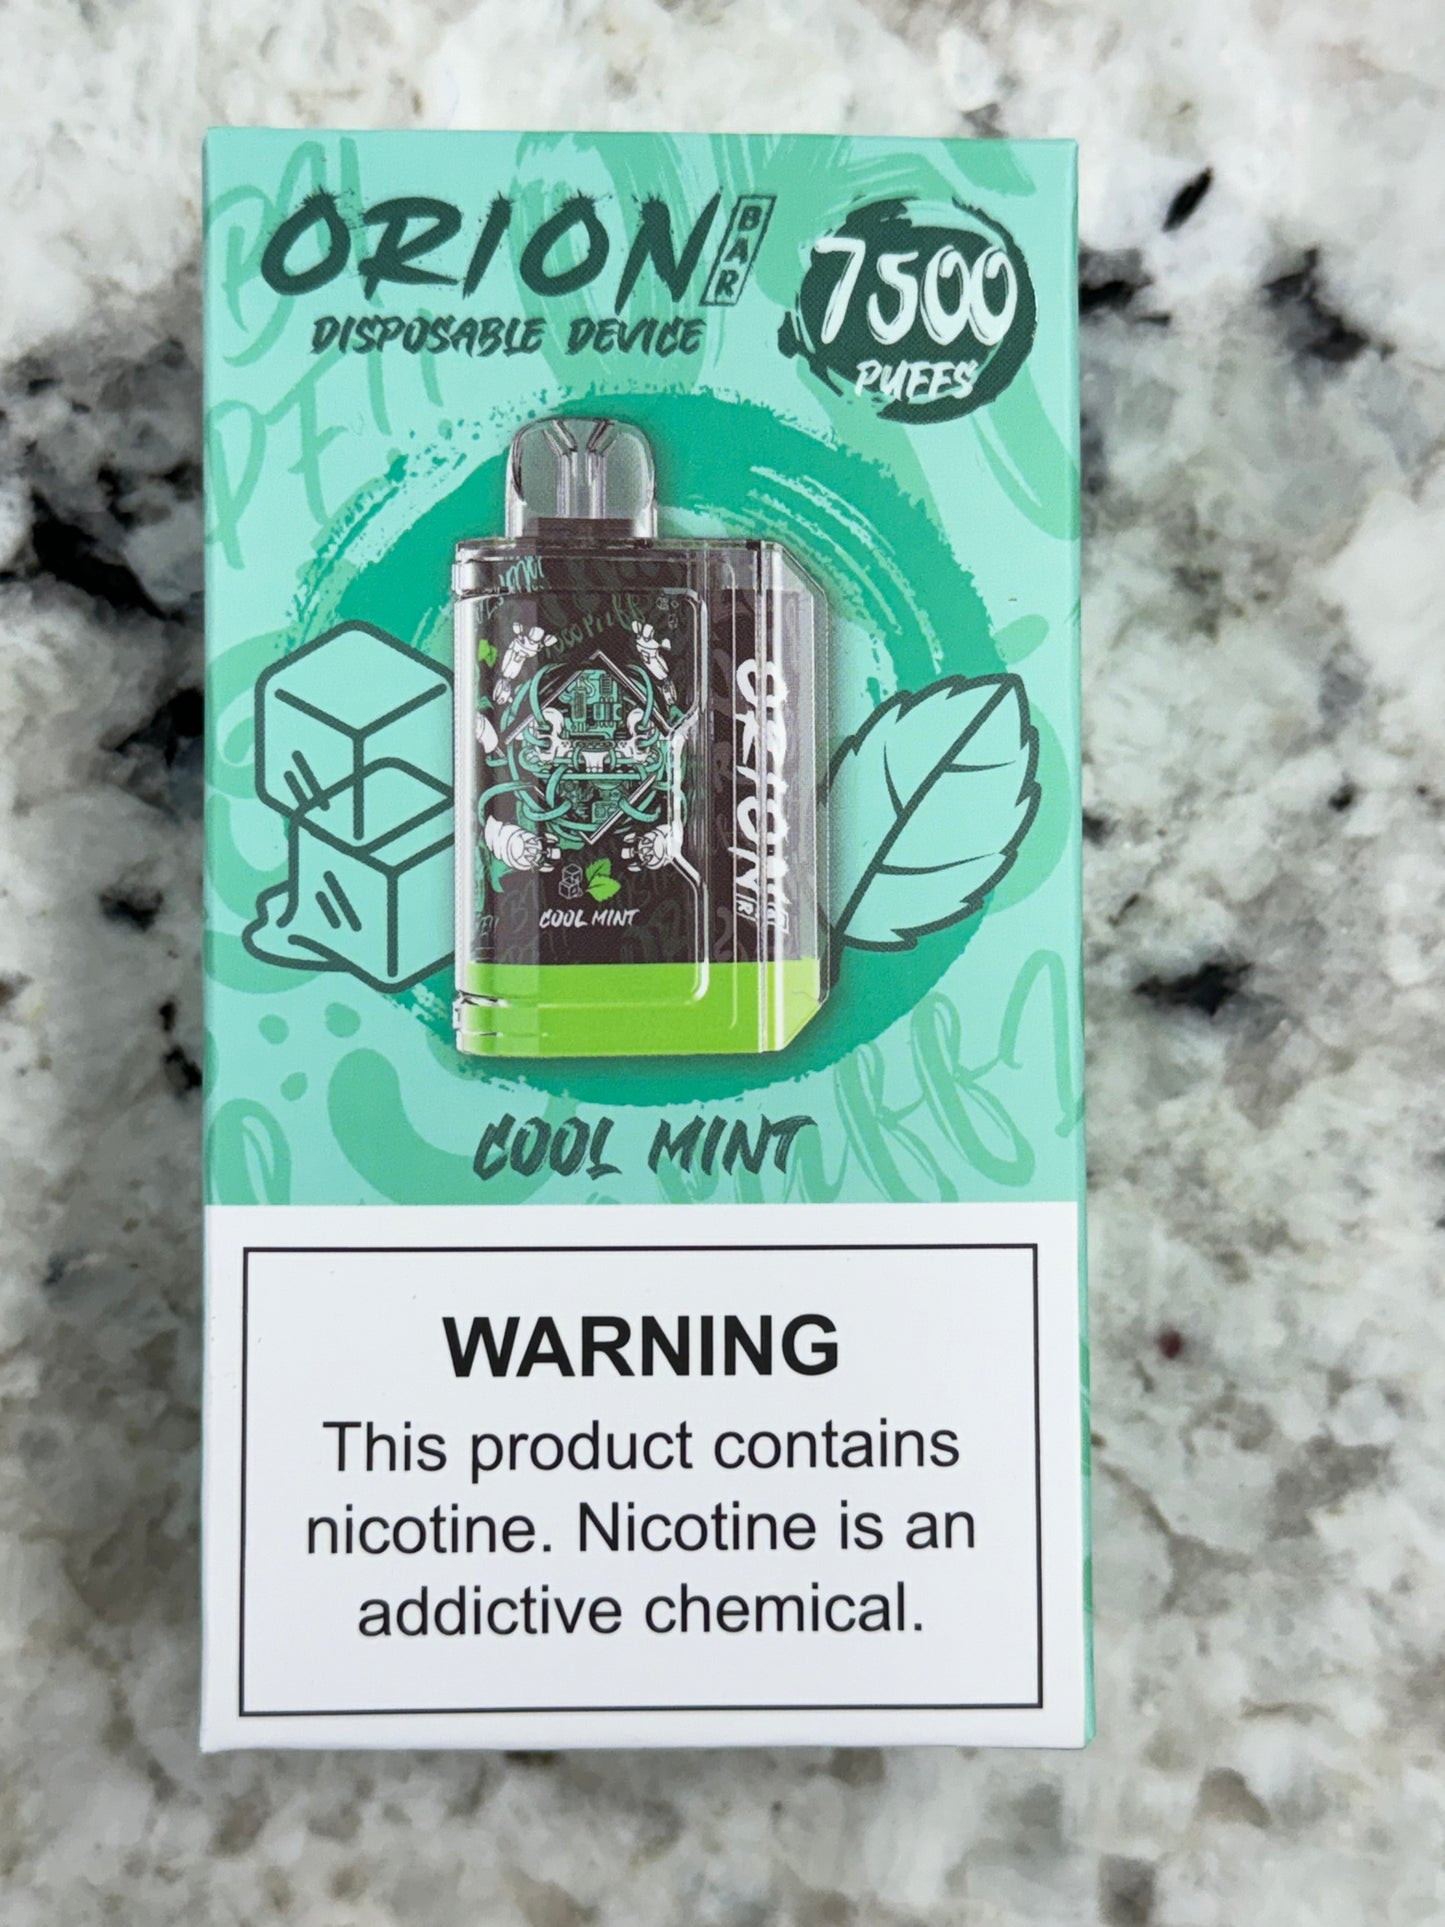 ORION BAR
DISPOSABLE DEVICE
7500
PUFFS
ORION BAR
COOL MINT
COOL MINT
WARNING
This product contains
nicotine. Nicotine is an
addictive chemical.